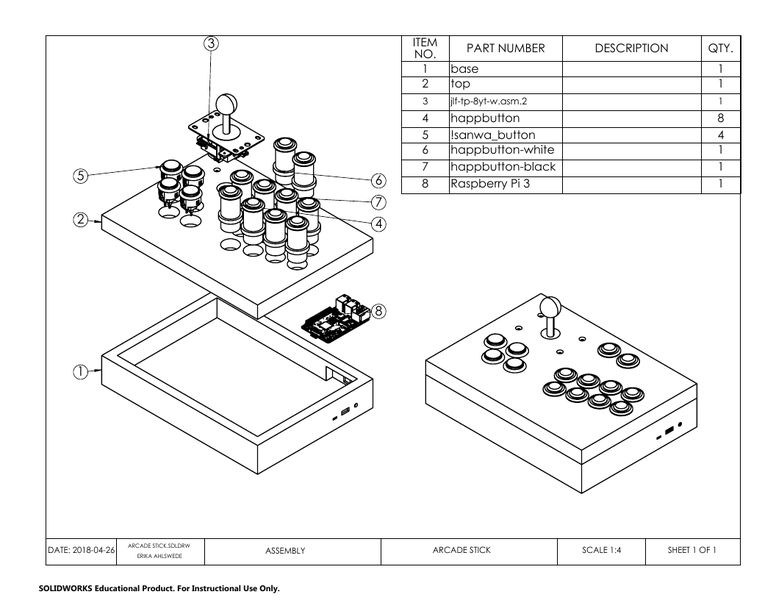 ITEM NO. PART NUMBER DESCRIPTION QTY.
1 base 1
2 top 1
3 jlf-tp-8yt-w.asm.2 1
4 happbutton 8
5 !sanwa_button 4
6 happbutton-white 1
7 happbutton-black 1
8 Raspberry Pi 3 1
3
5
6
7
2
4
8
1
DATE: 2018-04-26
ARCADE STICK.SDLDRW
ERIKA AHLSWEDE
ASSEMBLY
ARCADE STICK
SCALE 1:4
SHEET 1 OF 1
SOLIDWORKS Educational Product. For Instructional Use Only.